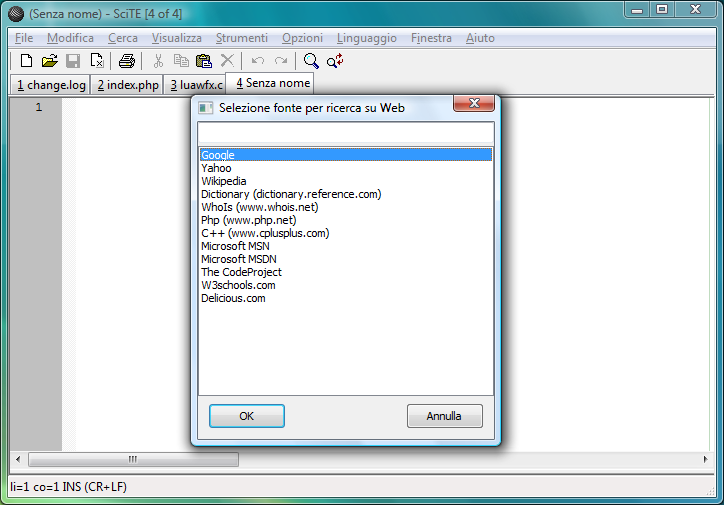 (Senza nome) - SciTE [4 of 4]
File Modifica Cerca Visualizza Strumenti Opzioni Linguaggio Finestra Aiuto
1 change.log 2 index.php 3 luawfx.c 4 Senza nome
1
Selezione fonte per ricerca su Web
Google
Yahoo
Wikipedia
Dictionary (dictionary.reference.com)
WhoIs (www.whois.net)
Php (www.php.net)
C++ (www.cplusplus.com)
Microsoft MSN
Microsoft MSDN
The CodeProject
W3schools.com
Delicious.com
OK Annulla
li=1 co=1 INS (CR+LF)